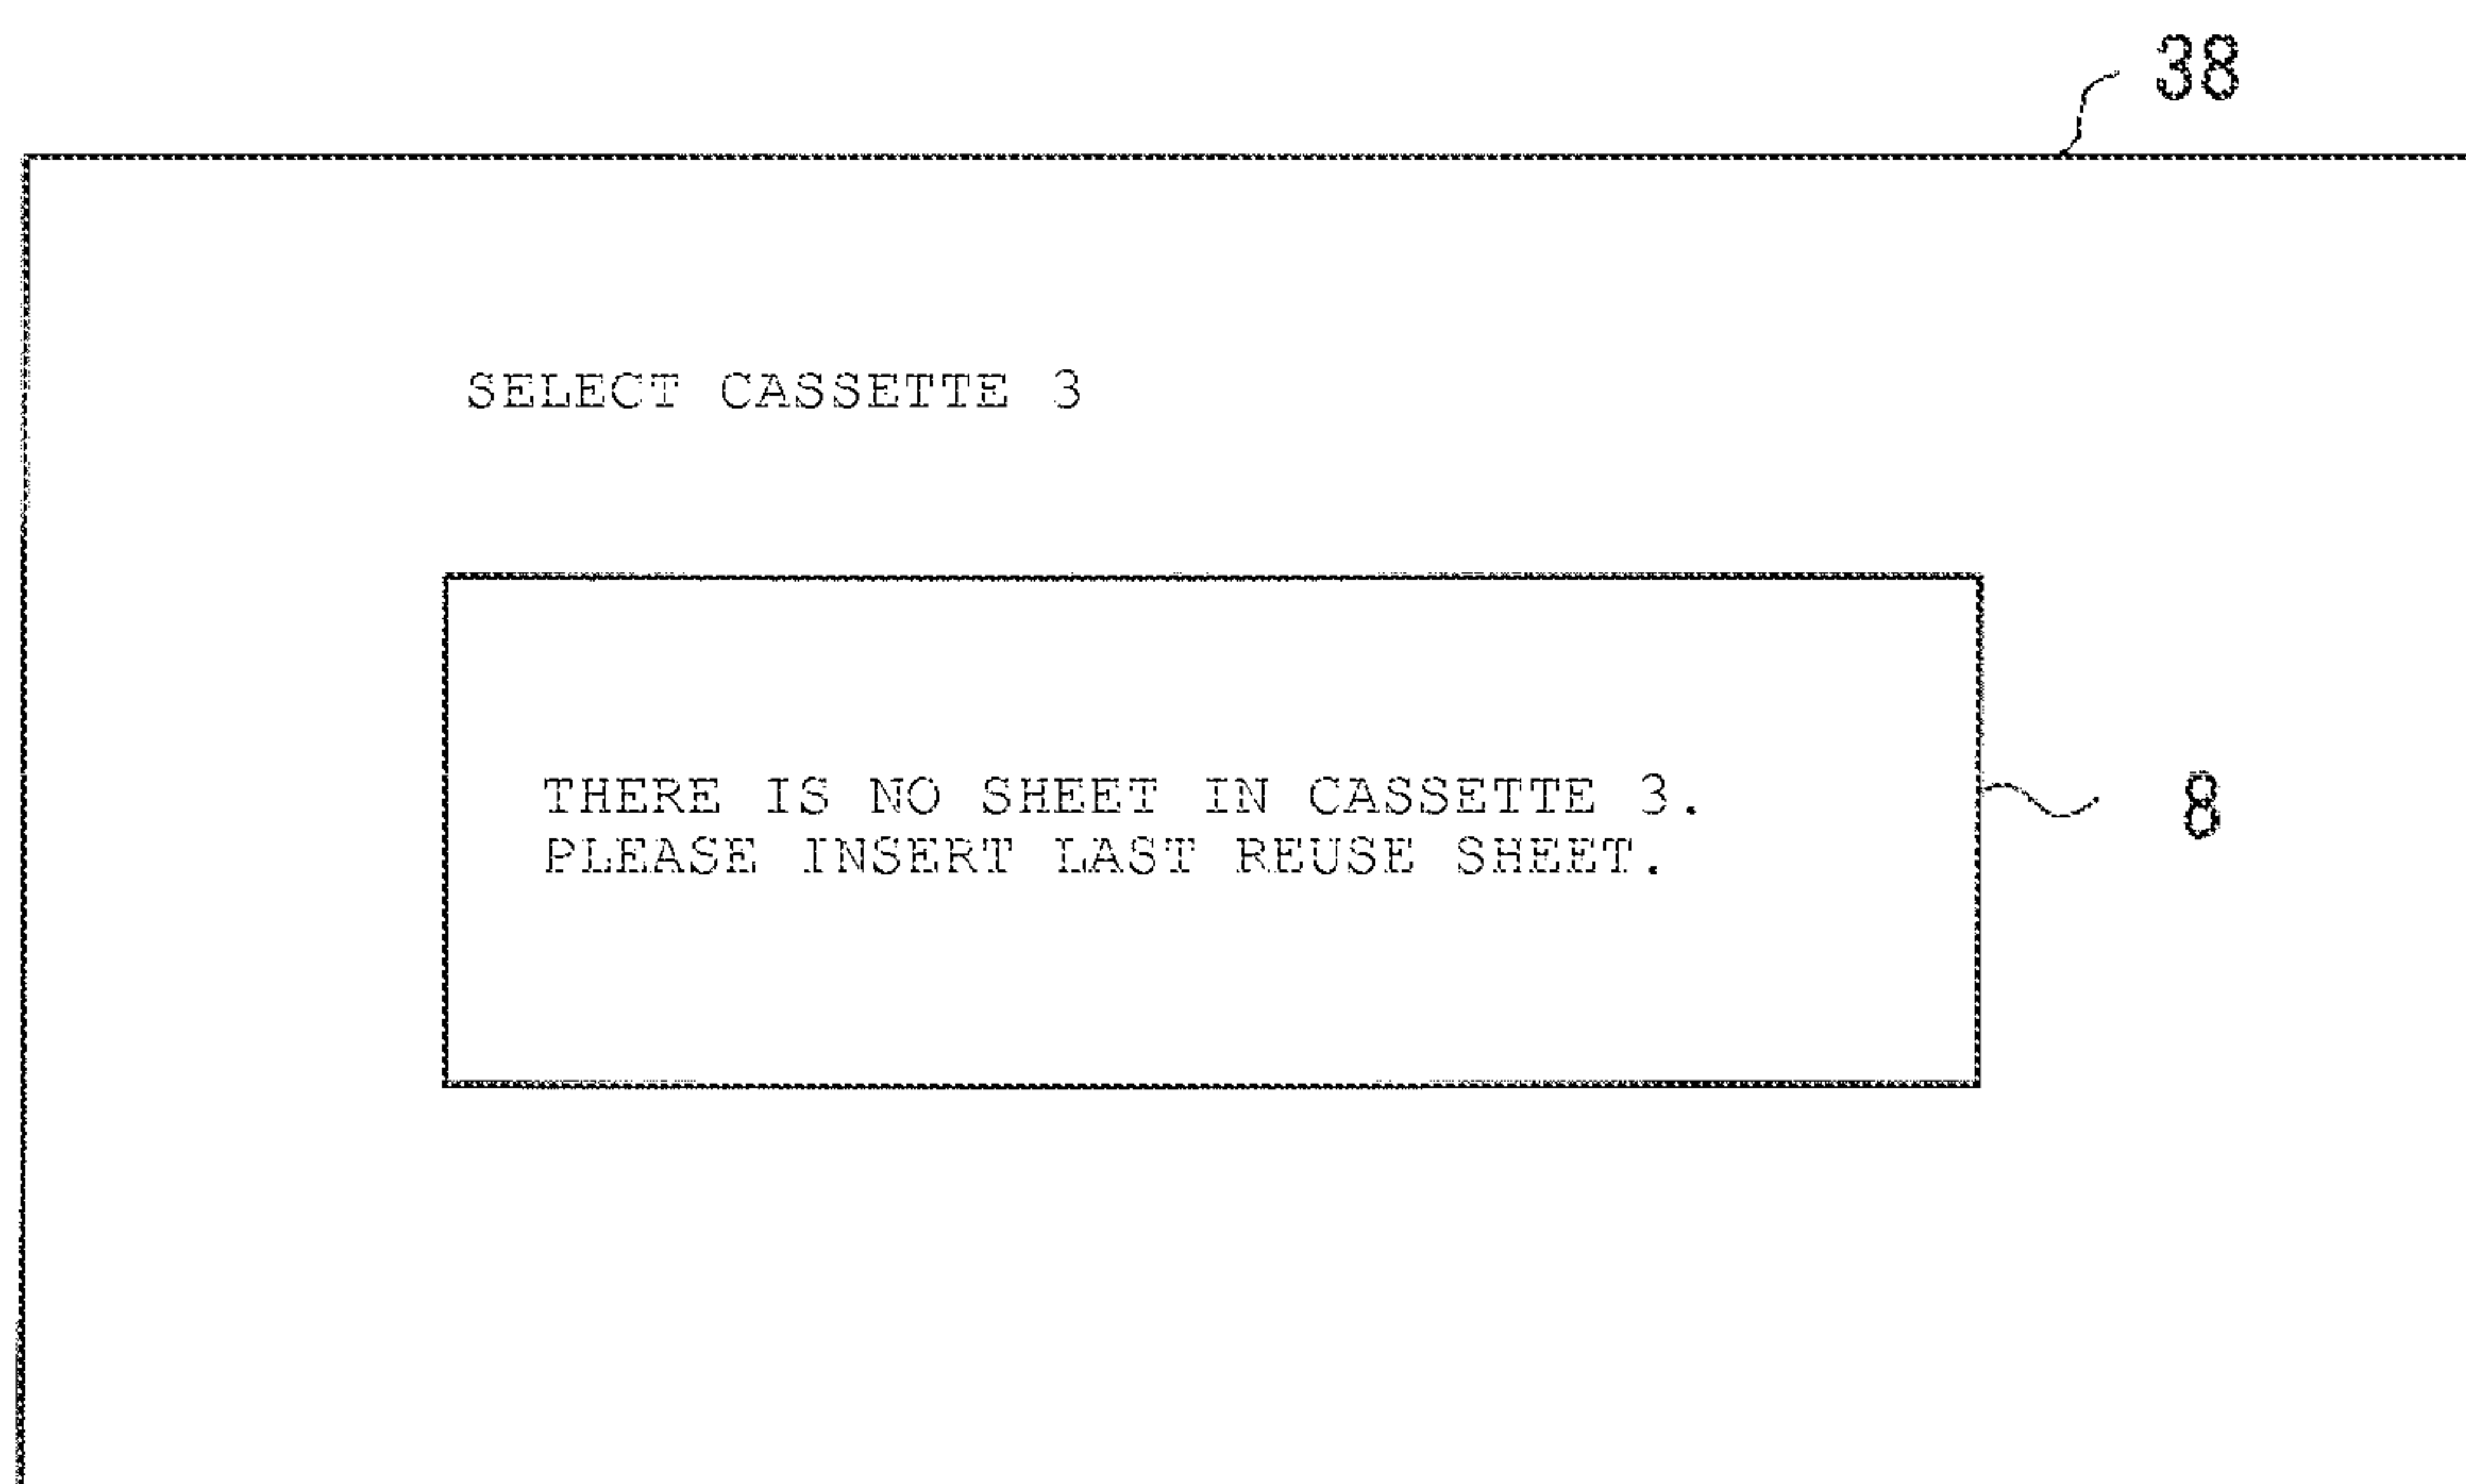 38
SELECT CASSETTE 3
THERE IS NO SHEET IN CASSETTE 3.
8
PLEASE INSERT LAST REUSE SHEET.